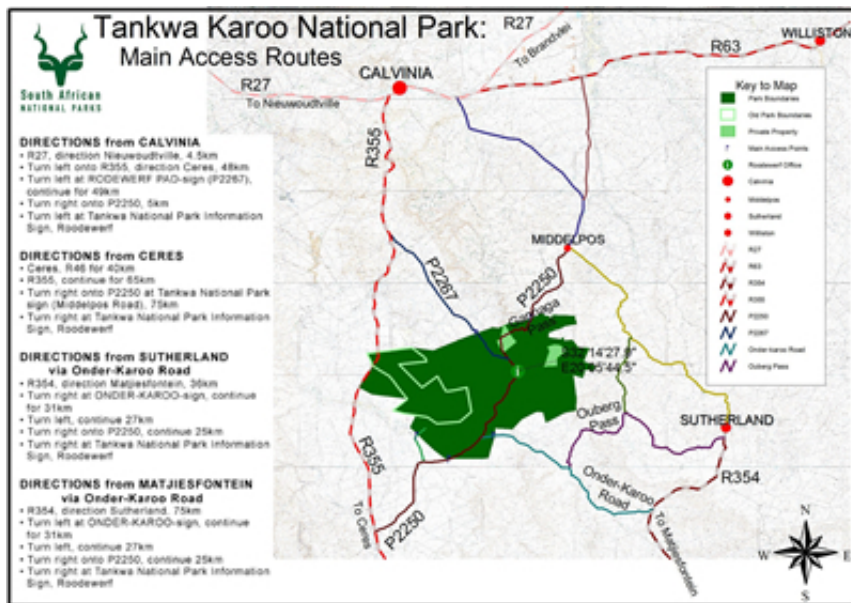 Tankwa Karoo National Park:
Main Access Routes
South African
NATIONAL PARKS
DIRECTIONS from CALVINIA
• R27, direction Nieuwoudtville, 4.5km
• Turn left onto R355, direction Ceres, 48km
• Turn left at RODEWERF PAD-sign (P2267),
continue for 49km
• Turn right onto P2250, 5km
• Turn left at Tankwa National Park Information
Sign, Roodewerf
DIRECTIONS from CERES
• Ceres, R46 for 40km
• R355, continue for 65km
• Turn right onto P2250 at Tankwa National Park
sign (Middelpos Road), 75km
• Turn right at Tankwa National Park Information
Sign, Roodewerf
DIRECTIONS from SUTHERLAND
via Onder-Karoo Road
• R354, direction Matjiesfontein, 36km
• Turn right at ONDER-KAROO-sign, continue
for 31km
• Turn left, continue 27km
• Turn right onto P2250, continue 25km
• Turn right at Tankwa National Park Information
Sign, Roodewerf
DIRECTIONS from MATJIESFONTEIN
via Onder-Karoo Road
• R354, direction Sutherland, 75km
• Turn left at ONDER-KAROO-sign, continue
for 31km
• Turn left, continue 27km
• Turn right onto P2250, continue 25km
• Turn right at Tankwa National Park Information
Sign, Roodewerf
R27
To Brandvlei
WILLISTON
R63
CALVINIA
R27
To Nieuwoudtville
R355
MIDDELPOS
P2267
P2250
Gannaga
Pass
S32°14'27.9"
Ouberg
Pass
SUTHERLAND
R355
Onder-Karoo
Road
R354
To Ceres
P2250
To Matjiesfontein
Key to Map
Park Boundaries
Old Park Boundaries
Private Property
Main Access Points
Roodewerf Office
Calvinia
Middelpos
Sutherland
Williston
R27
R63
R354
R355
P2250
P2267
Onder-Karoo Road
Ouberg Pass
N
W
E
S